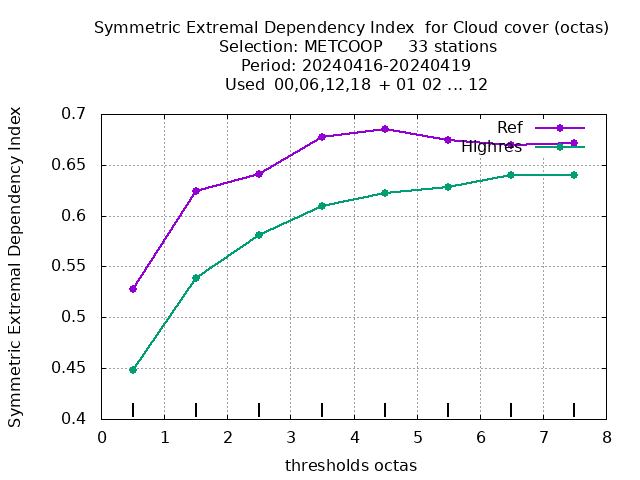 Symmetric Extremal Dependency Index for Cloud cover (octas)
Selection: METCOOP 33 stations
Period: 20240416-20240419
Used 00,06,12,18 + 01 02 ... 12
Symmetric Extremal Dependency Index
0.7
0.65
0.6
0.55
0.5
0.45
0.4
Ref
Highres
0 1 2 3 4 5 6 7 8
thresholds octas